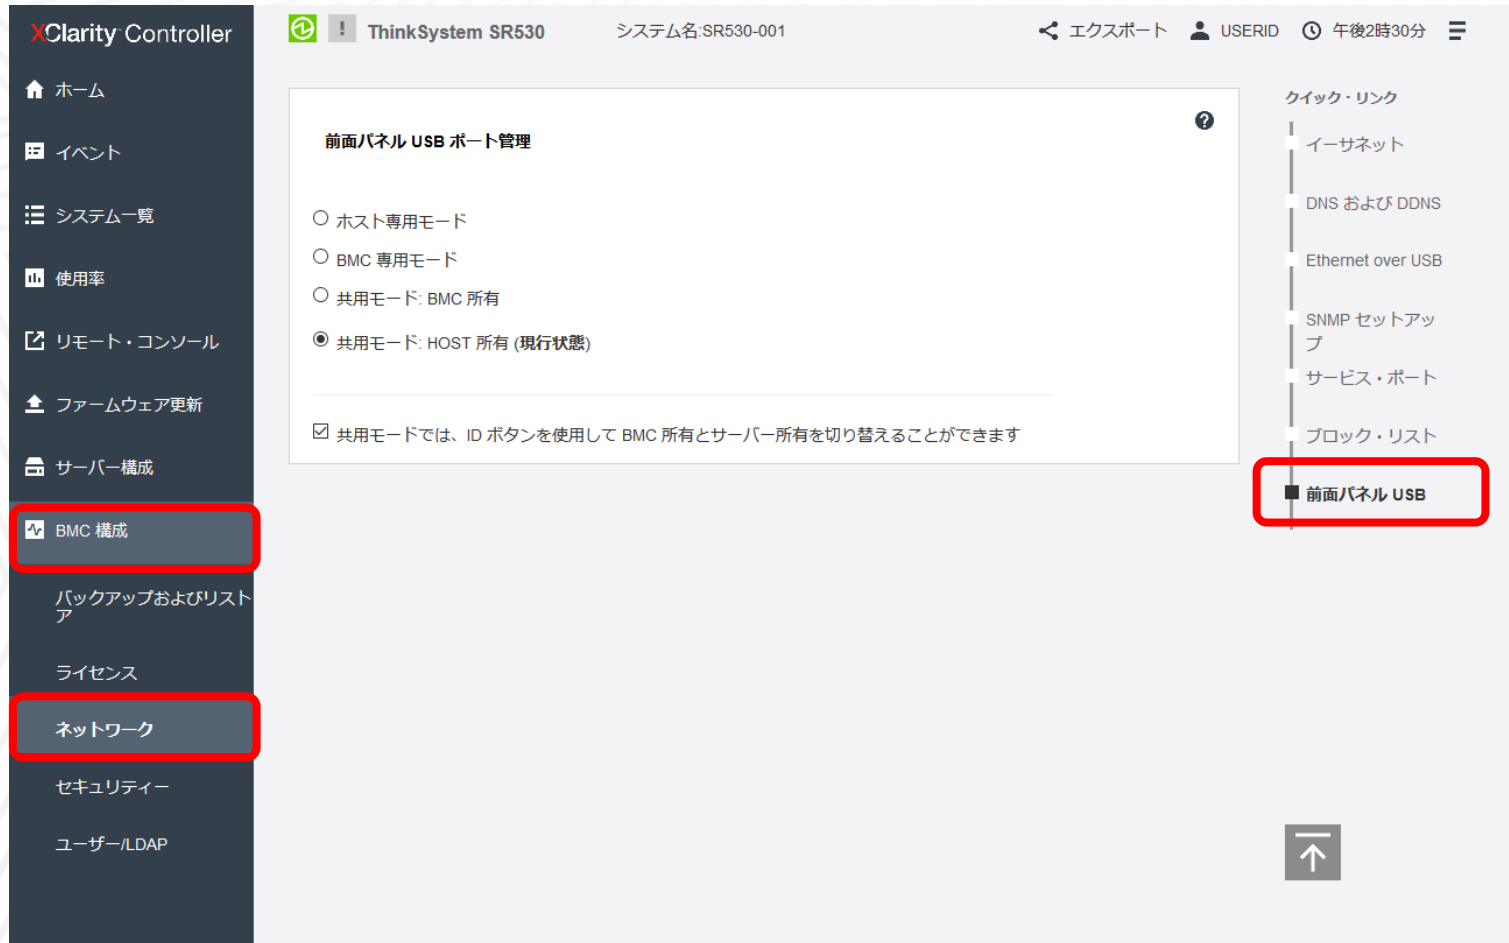 XClarity Controller
ThinkSystem SR530
システム名:SR530-001
エクスポート
USERID
午後2時30分
ホーム
イベント
システム一覧
使用率
リモート・コンソール
ファームウェア更新
サーバー構成
BMC 構成
バックアップおよびリスト
ア
ライセンス
ネットワーク
セキュリティー
ユーザー/LDAP
前面パネル USB ポート管理
ホスト専用モード
BMC 専用モード
共用モード: BMC 所有
共用モード: HOST 所有 (現行状態)
共用モードでは、ID ボタンを使用して BMC 所有とサーバー所有を切り替えることができます
クイック・リンク
イーサネット
DNS および DDNS
Ethernet over USB
SNMP セットアッ
プ
サービス・ポート
ブロック・リスト
前面パネル USB